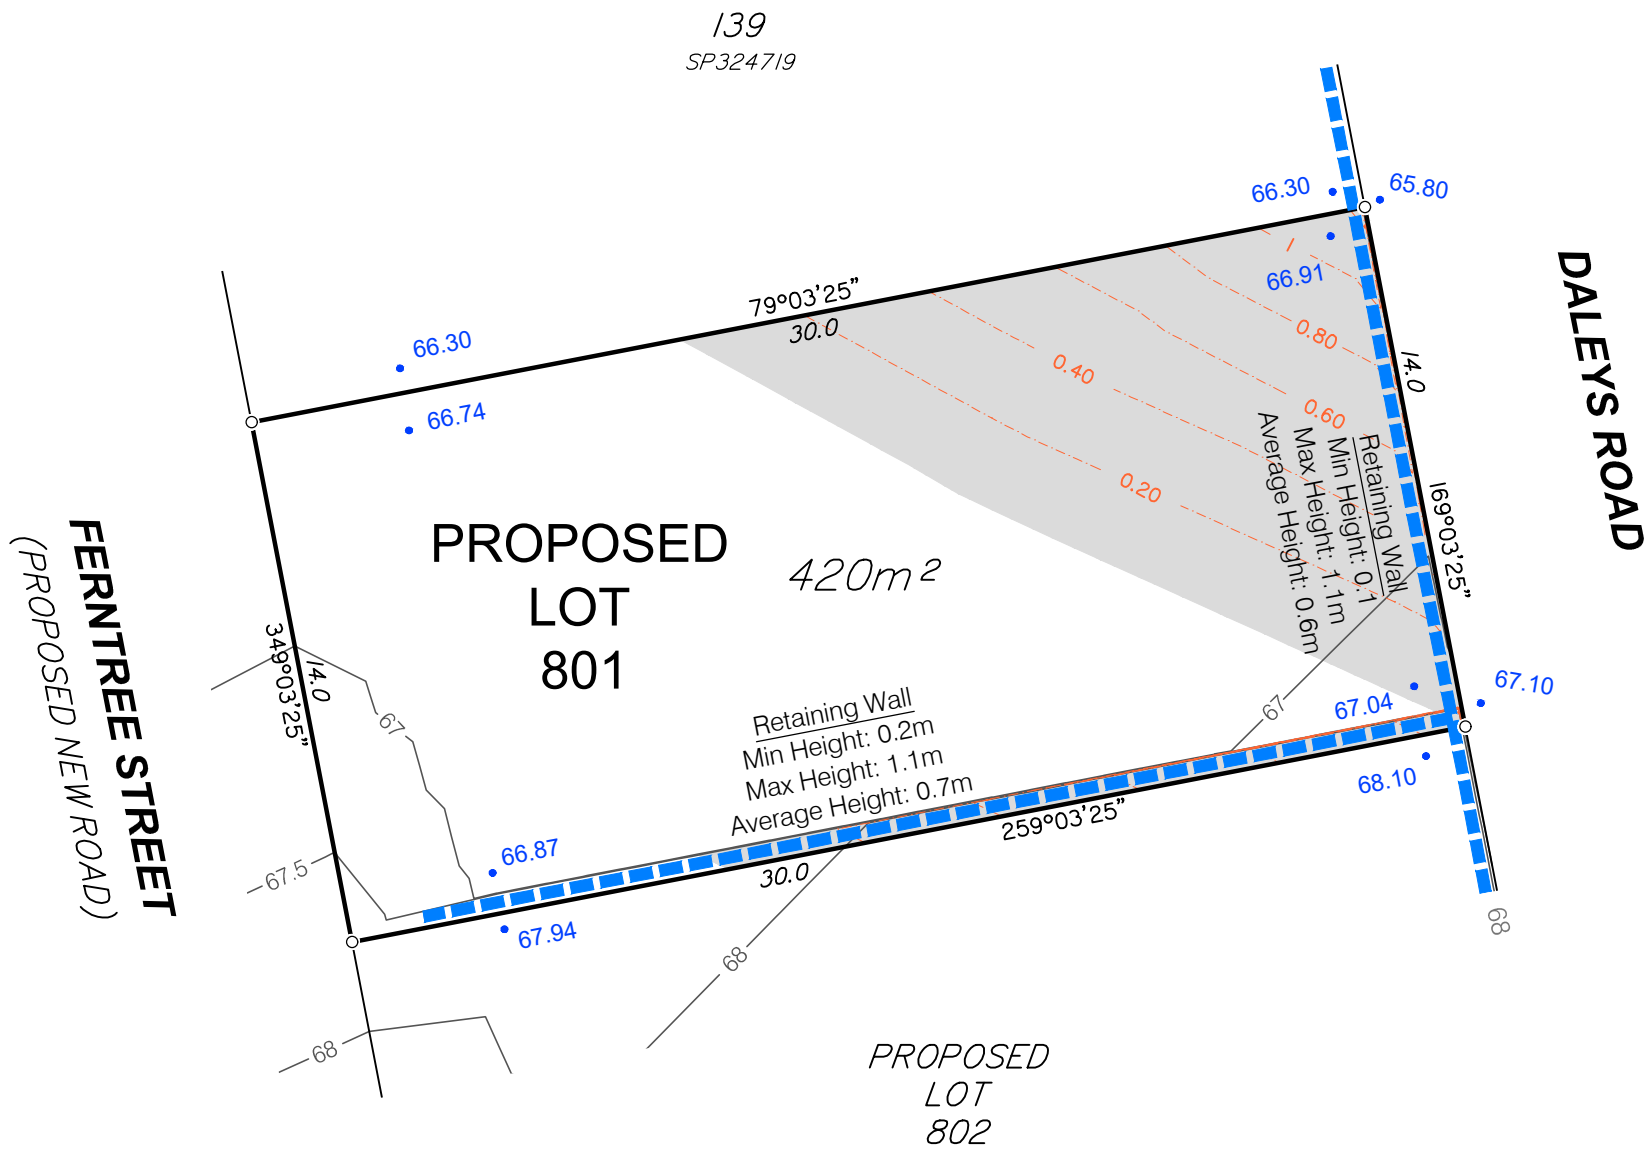 139
SP324719
66.30
65.80
66.91
79°03'25"
30.0
66.30
66.74
DALEYS ROAD
1
0.80
0.60
0.40
0.20
14.0
169°03'25"
Retaining Wall
Min Height: 0.1
Max Height: 1.1m
Average Height: 0.6m
PROPOSED
LOT
801
420m²
FERNTREE STREET
(PROPOSED NEW ROAD)
349°03'25"
14.0
67
67
67.04
67.10
68.10
Retaining Wall
Min Height: 0.2m
Max Height: 1.1m
Average Height: 0.7m
259°03'25"
30.0
66.87
67.94
67.5
68
68
68
PROPOSED
LOT
802